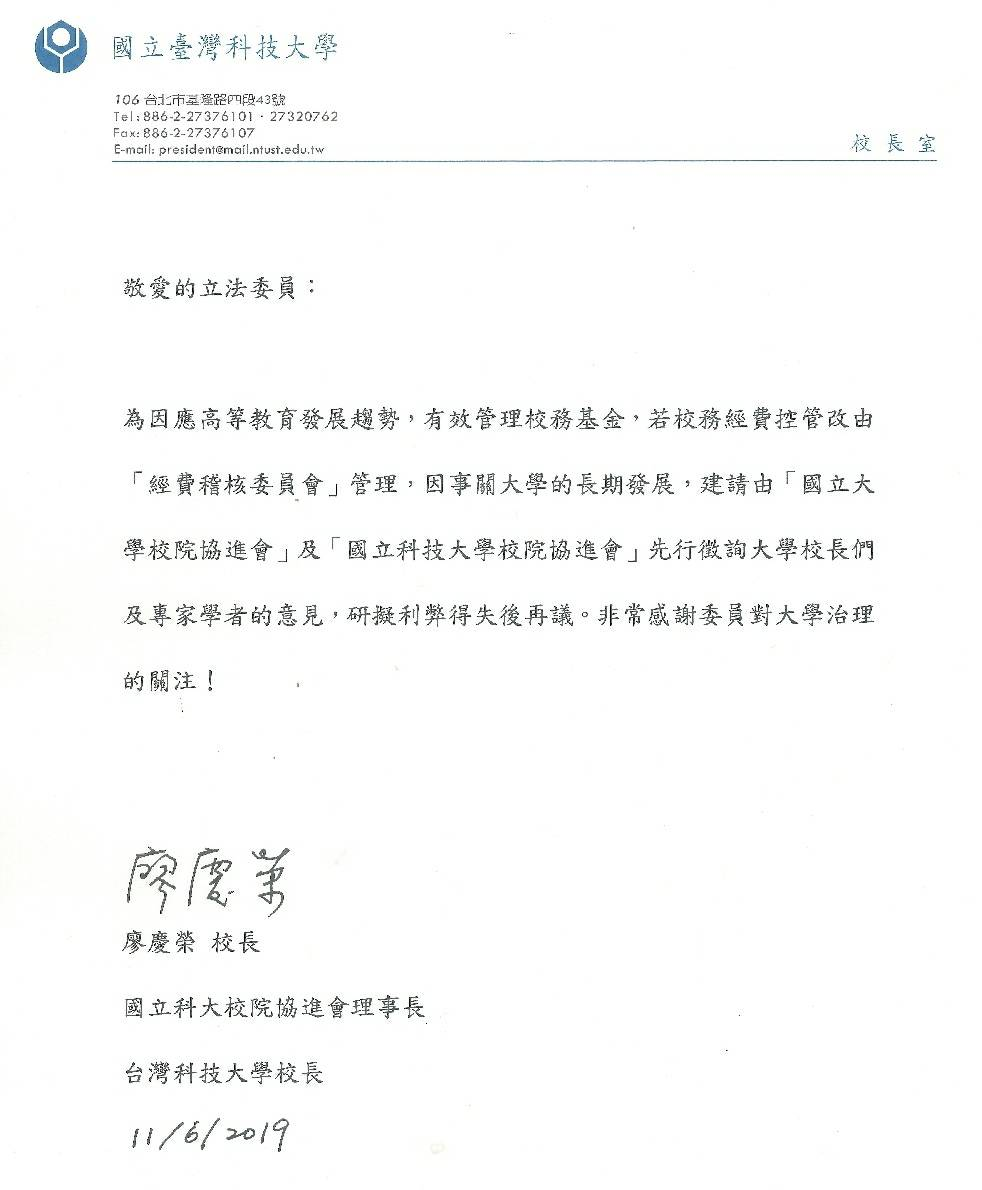 國立臺灣科技大學
106 台北市基隆路四段43號
Tel:886-2-27376101・27320762
Fax:886-2-27376107
E-mail: president@mail.ntust.edu.tw
校長室
敬愛的立法委員：
為因應高等教育發展趨勢，有效管理校務基金，若校務經費控管改由
「經費稽核委員會」管理，因事關大學的長期發展，建請由「國立大
學校院協進會」及「國立科技大學校院協進會」先行徵詢大學校長們
及專家學者的意見，研擬利弊得失後再議。非常感謝委員對大學治理
的關注！
廖慶榮
廖慶榮 校長
國立科大校院協進會理事長
台灣科技大學校長
11/6/2019